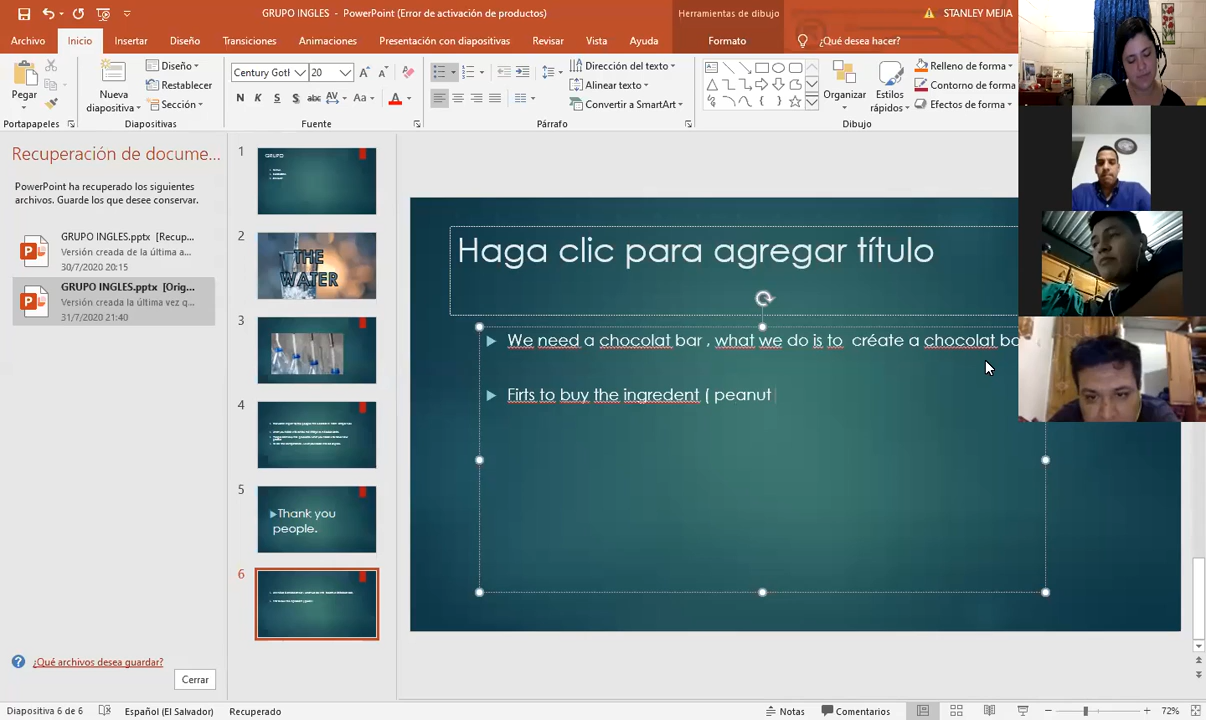 GRUPO INGLES - PowerPoint (Error de activación de productos)
Herramientas de dibujo
STANLEY MEJIA
Archivo
Inicio
Insertar
Diseño
Transiciones
Animaciones
Presentación con diapositivas
Revisar
Vista
Ayuda
Formato
¿Qué desea hacer?
Pegar
Nueva diapositiva
Diseño
Restablecer
Sección
Century Got
20
N K S S abc AV Aa A
Dirección del texto
Alinear texto
Convertir a SmartArt
Organizar
Estilos rápidos
Relleno de forma
Contorno de forma
Efectos de forma
Portapapeles
Diapositivas
Fuente
Párrafo
Dibujo
Recuperación de docume...
PowerPoint ha recuperado los siguientes
archivos. Guarde los que desee conservar.
GRUPO INGLES.pptx [Recup...
Versión creada de la última a...
30/7/2020 20:15
GRUPO INGLES.pptx [Orig...
Versión creada la última vez q...
31/7/2020 21:40
¿Qué archivos desea guardar?
Cerrar
1
GRUPO
2
THE
WATER
3
4
5
Thank you
people.
6
Haga clic para agregar título
We need a chocolat bar , what we do is to créate a chocolat ba
Firts to buy the ingredent ( peanut
Diapositiva 6 de 6
Español (El Salvador)
Recuperado
Notas
Comentarios
72%